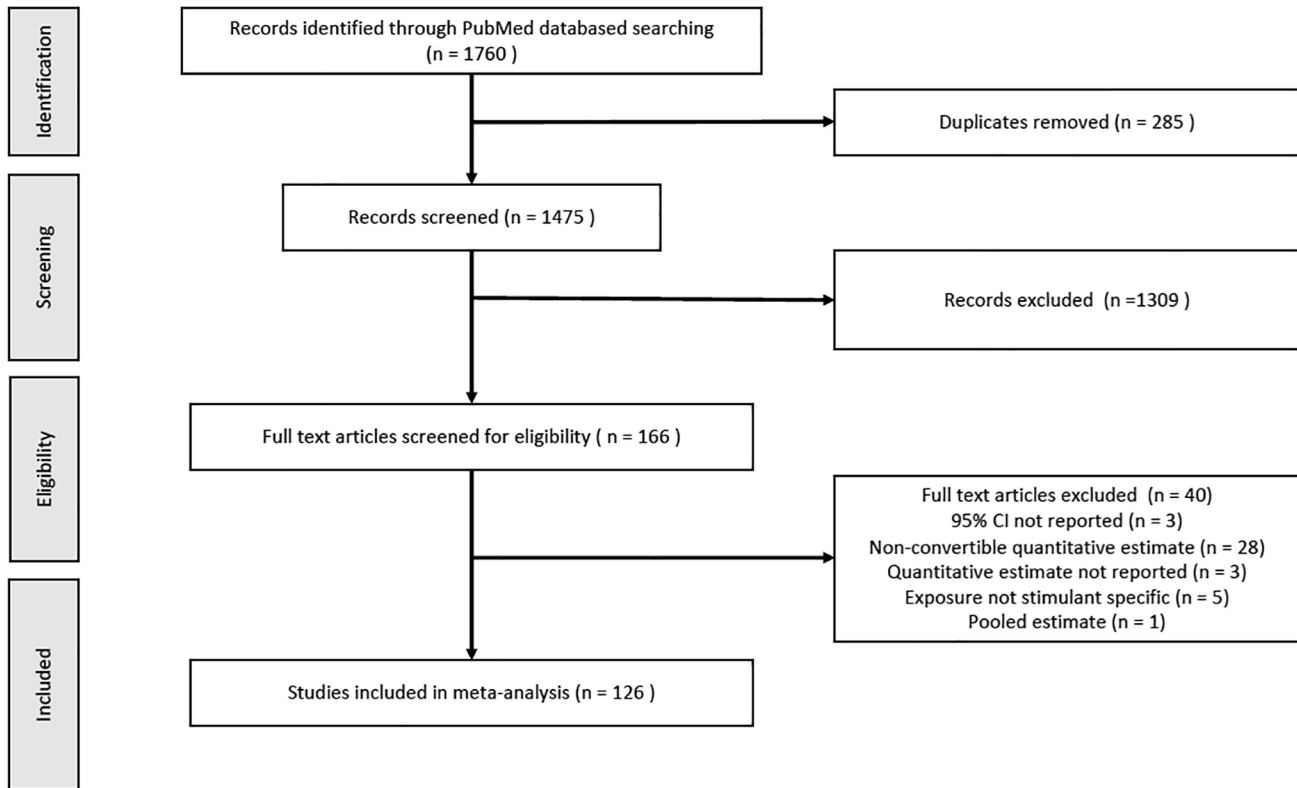 Identification
Records identified through PubMed databased searching
(n = 1760 )
Duplicates removed (n = 285 )
Screening
Records screened (n = 1475 )
Records excluded (n =1309 )
Eligibility
Full text articles screened for eligibility ( n = 166 )
Full text articles excluded (n = 40)
95% CI not reported (n = 3)
Non-convertible quantitative estimate (n = 28)
Quantitative estimate not reported (n = 3)
Exposure not stimulant specific (n = 5)
Pooled estimate (n = 1)
Included
Studies included in meta-analysis (n = 126 )